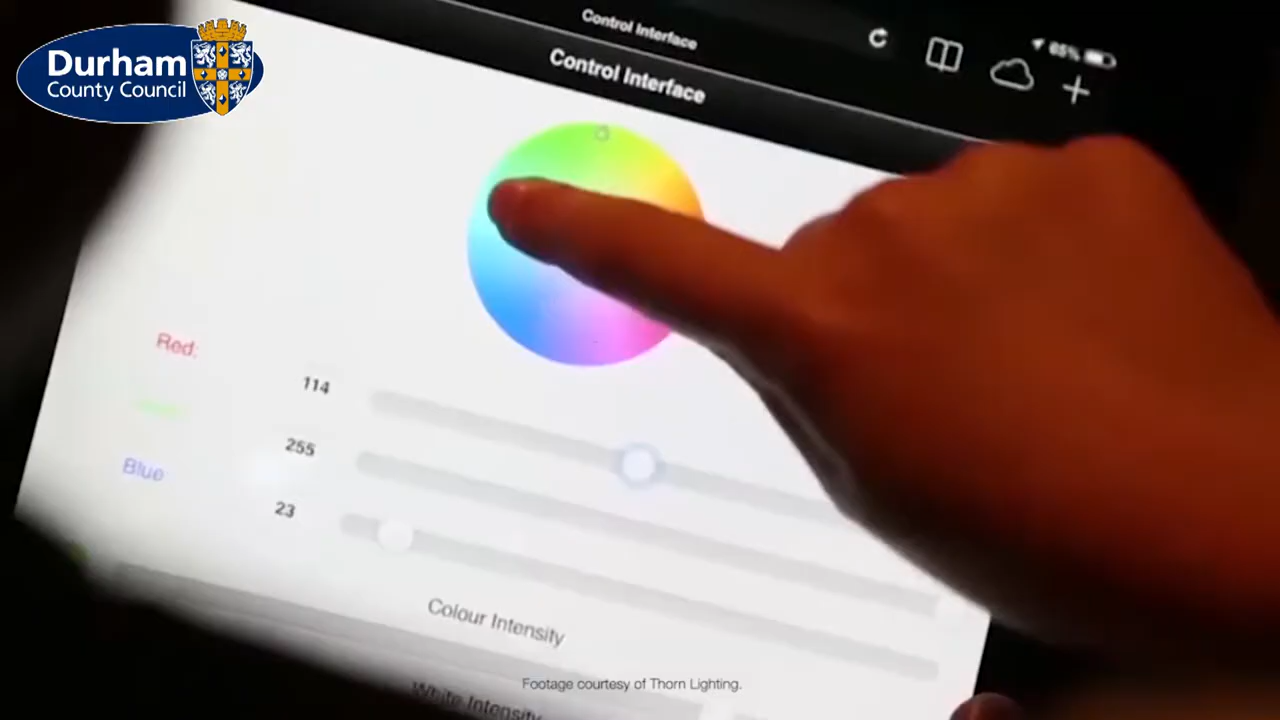 Durham
County Council
Control Interface
Control Interface
65%
Red:
114
255
Blue
23
Colour Intensity
White Intensity
Footage courtesy of Thorn Lighting.